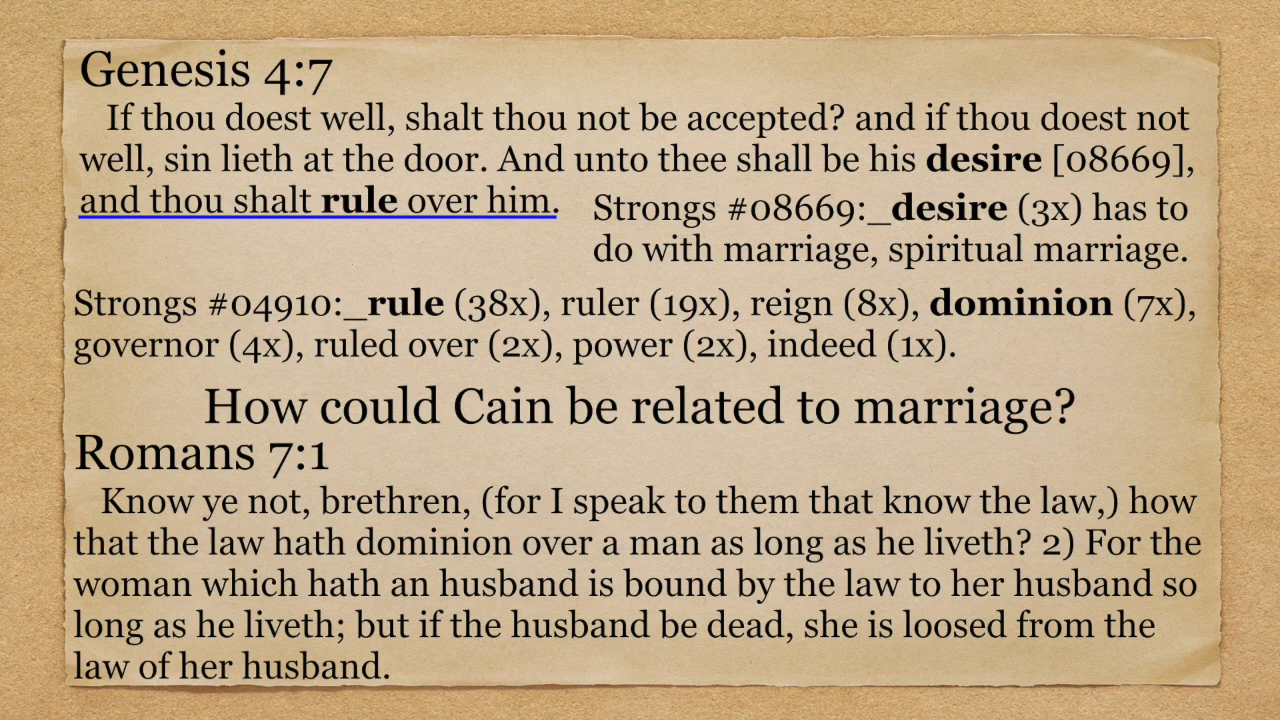 Genesis 4:7
If thou doest well, shalt thou not be accepted? and if thou doest not
well, sin lieth at the door. And unto thee shall be his desire [08669],
and thou shalt rule over him.
Strongs #08669:_desire (3x) has to
do with marriage, spiritual marriage.
Strongs #04910:_rule (38x), ruler (19x), reign (8x), dominion (7x),
governor (4x), ruled over (2x), power (2x), indeed (1x).
How could Cain be related to marriage?
Romans 7:1
Know ye not, brethren, (for I speak to them that know the law,) how
that the law hath dominion over a man as long as he liveth? 2) For the
woman which hath an husband is bound by the law to her husband so
long as he liveth; but if the husband be dead, she is loosed from the
law of her husband.